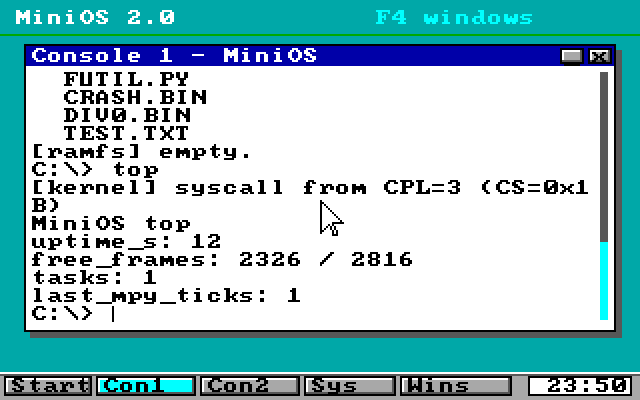 MiniOS 2.0 F4 windows
Console 1 - MiniOS
FUTIL.PY
CRASH.BIN
DIV0.BIN
TEST.TXT
[ramfs] empty.
C:\> top
[kernel] syscall from CPL=3 (CS=0x1
B)
MiniOS top
uptime_s: 12
free_frames: 2326 / 2816
tasks: 1
last_mpy_ticks: 1
C:\>
Start Con1 Con2 Sys Wins 23:50